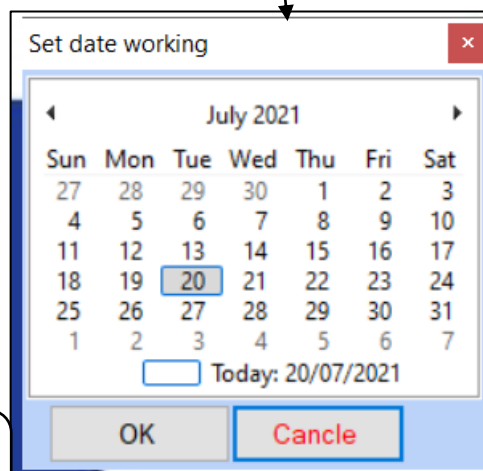 Set date working
July 2021
Sun Mon Tue Wed Thu Fri Sat
27 28 29 30 1 2 3
4 5 6 7 8 9 10
11 12 13 14 15 16 17
18 19 20 21 22 23 24
25 26 27 28 29 30 31
1 2 3 4 5 6 7
Today: 20/07/2021
OK Cancle